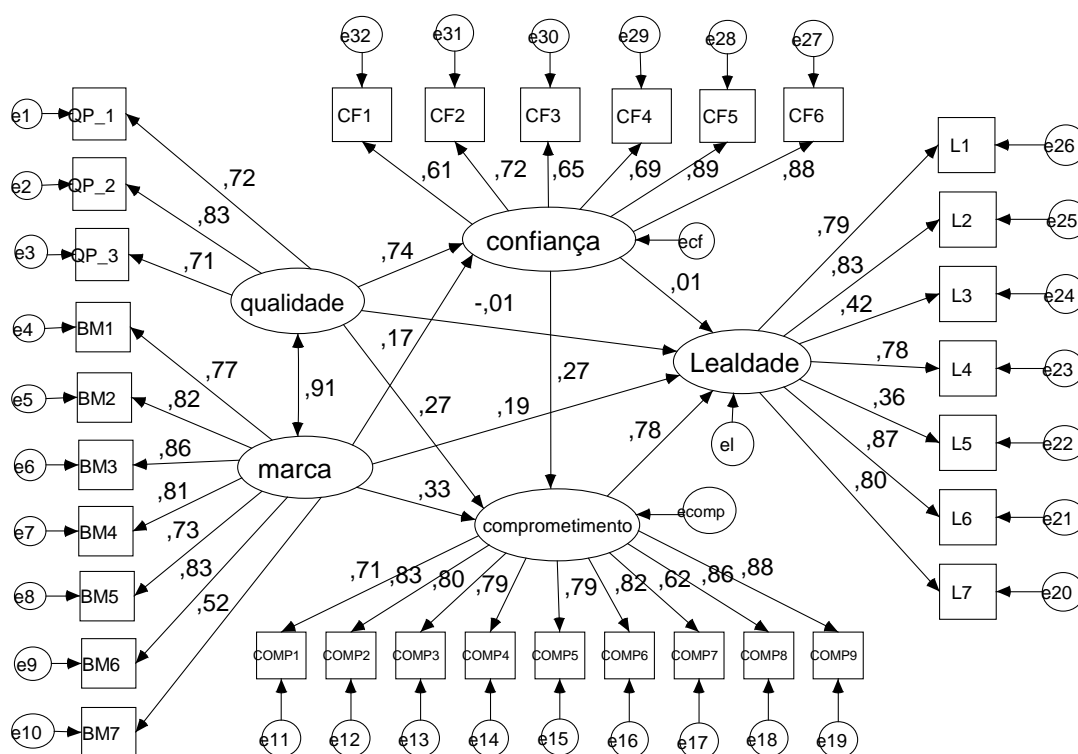 e32 e31 e30 e29 e28 e27
CF1 CF2 CF3 CF4 CF5 CF6
e1 QP_1
e2 QP_2
e3 QP_3
e4 BM1
e5 BM2
e6 BM3
e7 BM4
e8 BM5
e9 BM6
e10 BM7
,72
,83
,71
,77
,82
,86
,81
,73
,83
,52
,61 ,72 ,65 ,69 ,89 ,88
confiança
ecf
qualidade
marca
,91
,74
,17
-,01
,01
,27
,27
,19
,33
,78
Lealdade
el
comprometimento
ecomp
,71 ,83 ,80 ,79 ,79 ,82 ,62 ,86 ,88
COMP1 COMP2 COMP3 COMP4 COMP5 COMP6 COMP7 COMP8 COMP9
e11 e12 e13 e14 e15 e16 e17 e18 e19
,79
,83
,42
,78
,36
,87
,80
L1 e26
L2 e25
L3 e24
L4 e23
L5 e22
L6 e21
L7 e20